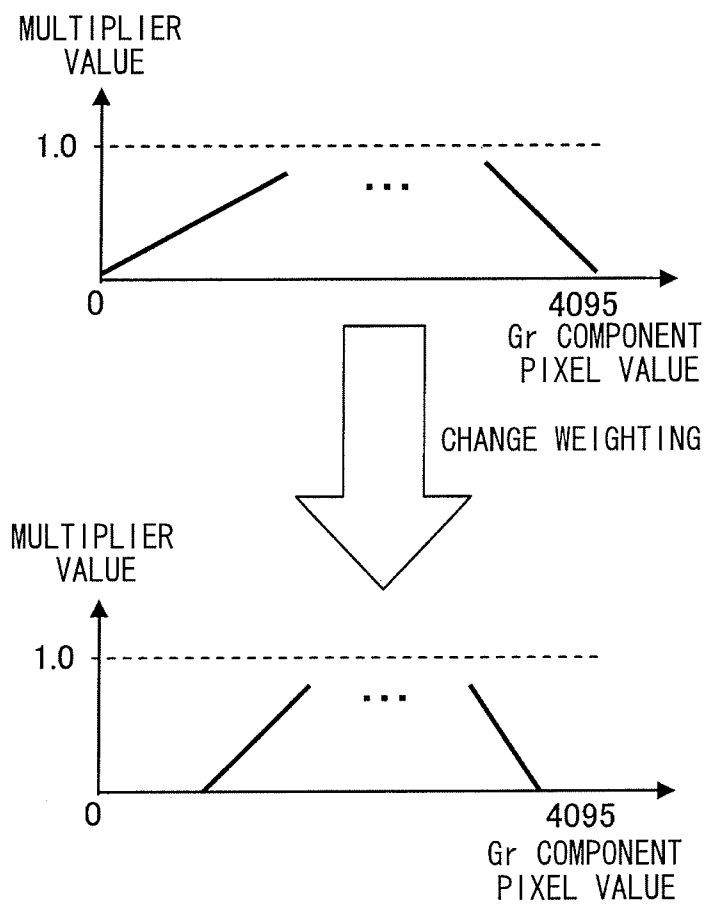 MULTIPLIER
VALUE
1.0
...
0
4095
Gr COMPONENT
PIXEL VALUE
CHANGE WEIGHTING
MULTIPLIER
VALUE
1.0
...
0
4095
Gr COMPONENT
PIXEL VALUE